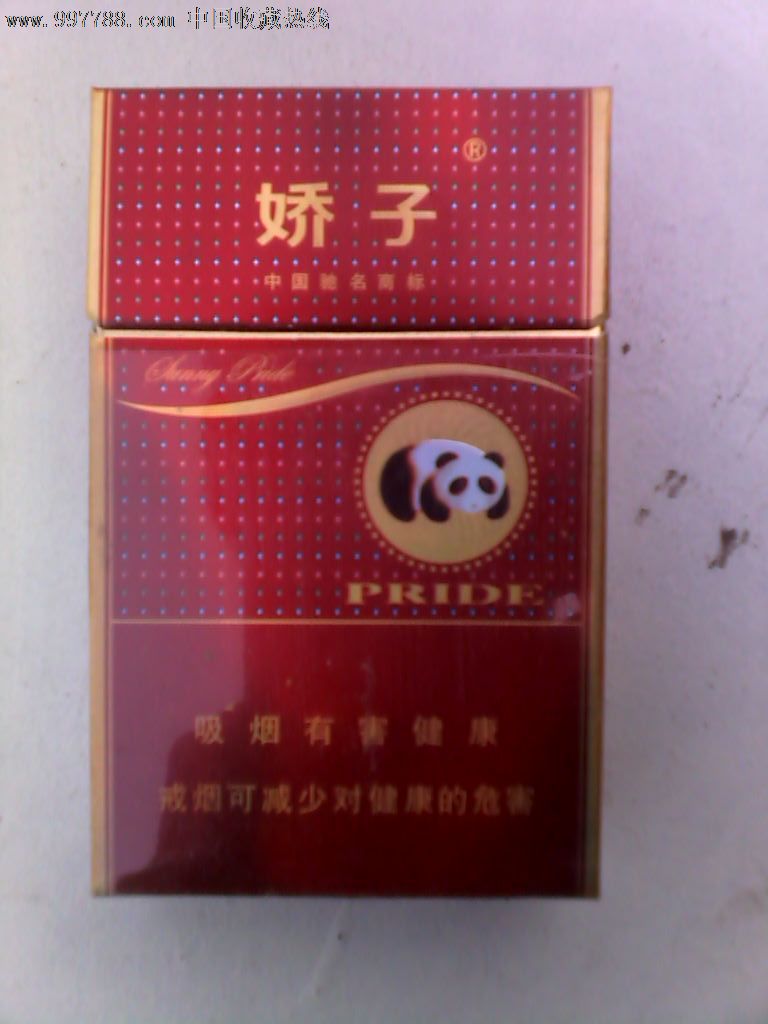 www.997788.com 中国收藏热线
®
娇子
中国驰名商标
Sunny Pride
PRIDE
吸烟有害健康
戒烟可减少对健康的危害